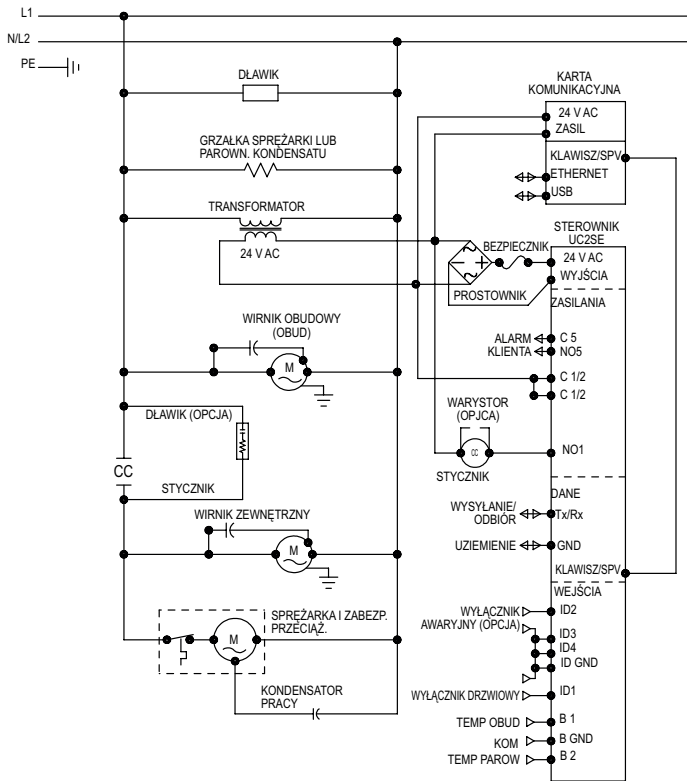 L1
N/L2
PE
DŁAWIK
GRZAŁKA SPRĘŻARKI LUB
PAROWN. KONDENSATU
TRANSFORMATOR
24 V AC
WIRNIK OBUDOWY
(OBUD)
M
DŁAWIK (OPCJA)
CC
STYCZNIK
WIRNIK ZEWNĘTRZNY
M
SPRĘŻARKA I ZABEZP.
PRZECIĄŻ.
M
KONDENSATOR
PRACY
KARTA
KOMUNIKACYJNA
24 V AC
ZASIL
KLAWISZ/SPV
ETHERNET
USB
STEROWNIK
UC2SE
BEZPIECZNIK
24 V AC
WYJŚCIA
PROSTOWNIK
ZASILANIA
ALARM
KLIENTA
C 5
NO5
C 1/2
C 1/2
WARYSTOR
(OPJCA)
CC
NO1
STYCZNIK
DANE
WYSYŁANIE/
ODBIÓR
Tx/Rx
UZIEMIENIE
GND
KLAWISZ/SPV
WEJŚCIA
WYŁĄCZNIK
AWARYJNY (OPCJA)
ID2
ID3
ID4
ID GND
WYŁĄCZNIK DRZWIOWY
ID1
TEMP OBUD
B 1
KOM
B GND
TEMP PAROW
B 2